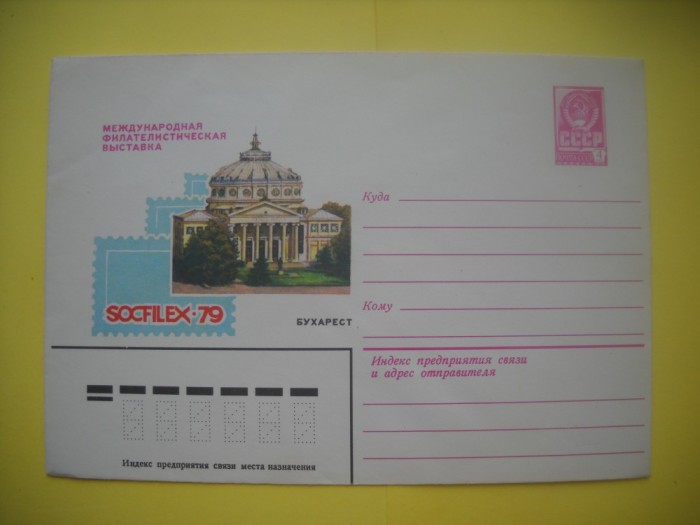 МЕЖДУНАРОДНАЯ
ФИЛАТЕЛИСТИЧЕСКАЯ
ВЫСТАВКА
SOCFILEX·79
БУХАРЕСТ
СССР
4
Куда
Кому
Индекс предприятия связи
и адрес отправителя
Индекс предприятия связи места назначения